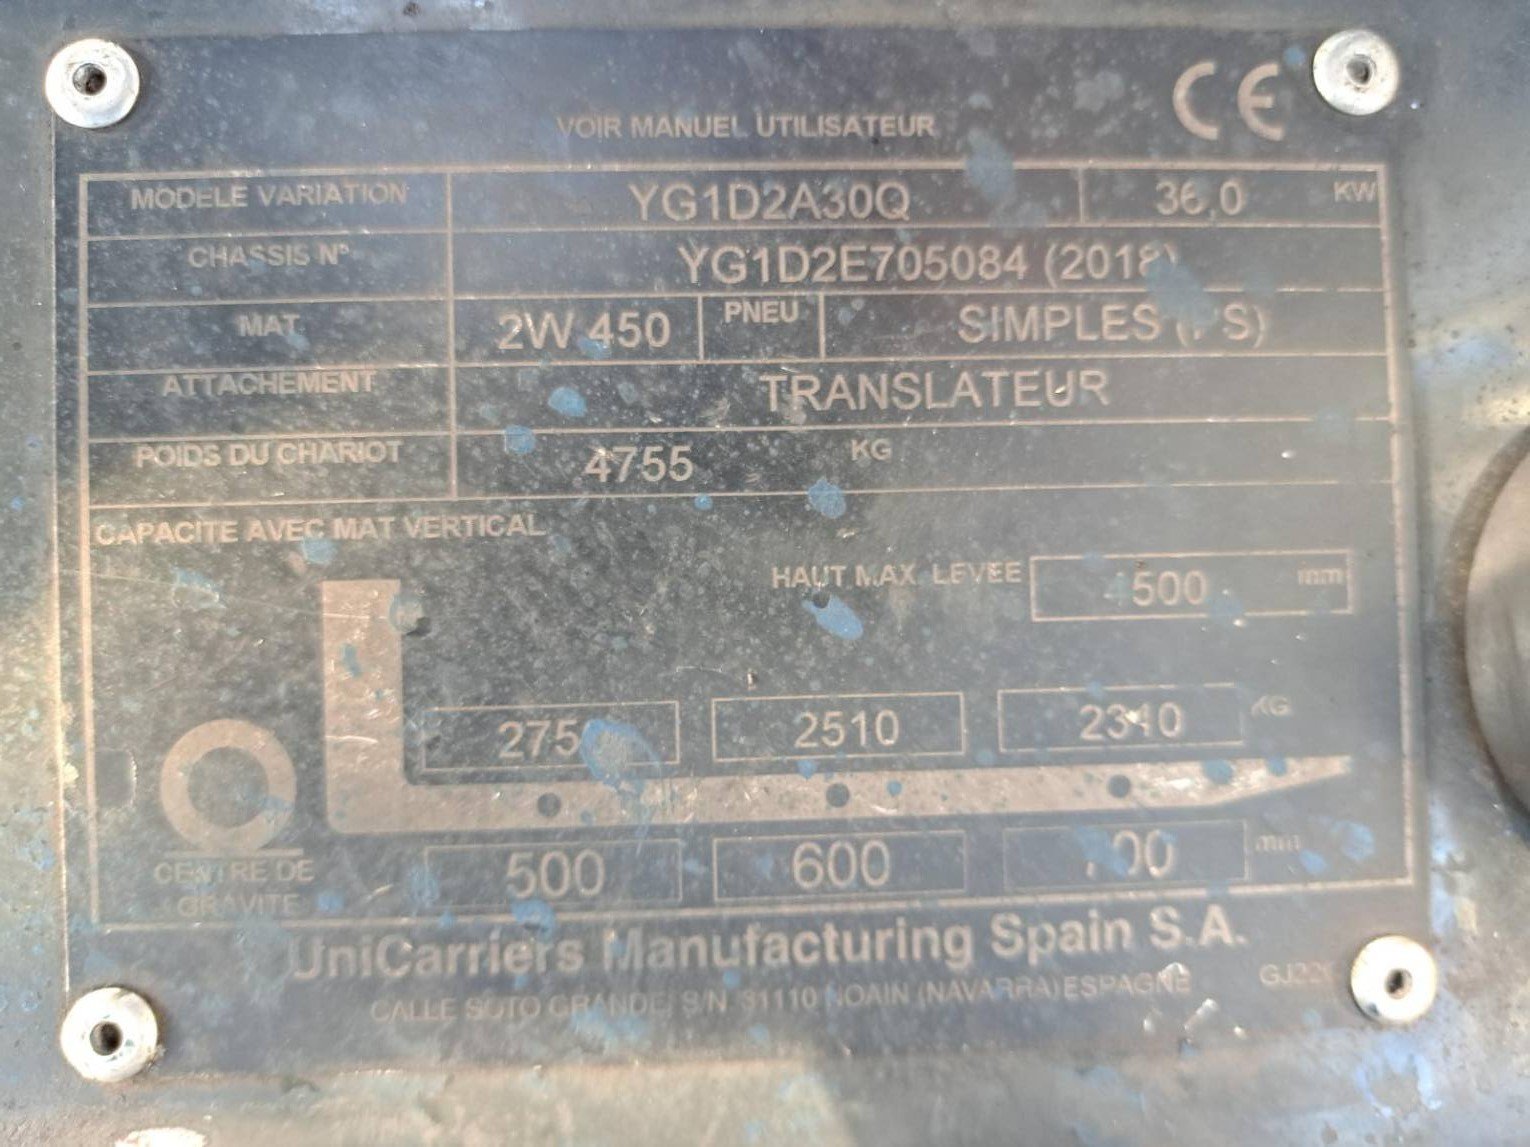 CE
VOIR MANUEL UTILISATEUR
MODELE VARIATION YG1D2A30Q 36,0 KW
CHASSIS N° YG1D2E705084 (2018)
MAT 2W 450 PNEU SIMPLES
ATTACHEMENT TRANSLATEUR
POIDS DU CHARIOT 4755 KG
CAPACITE AVEC MAT VERTICAL
HAUT MAX. LEVEE 4500 mm
2510 2310 KG
500 600 mm
CENTRE DE
GRAVITE
UniCarriers Manufacturing Spain S.A.
CALLE SOTO GRANDE, S/N 31110 NOAIN (NAVARRA) ESPAGNE